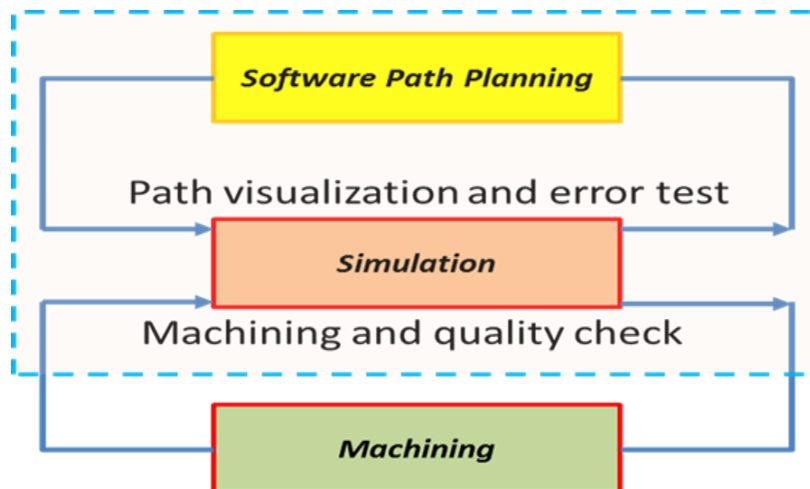 Software Path Planning
Path visualization and error test
Simulation
Machining and quality check
Machining